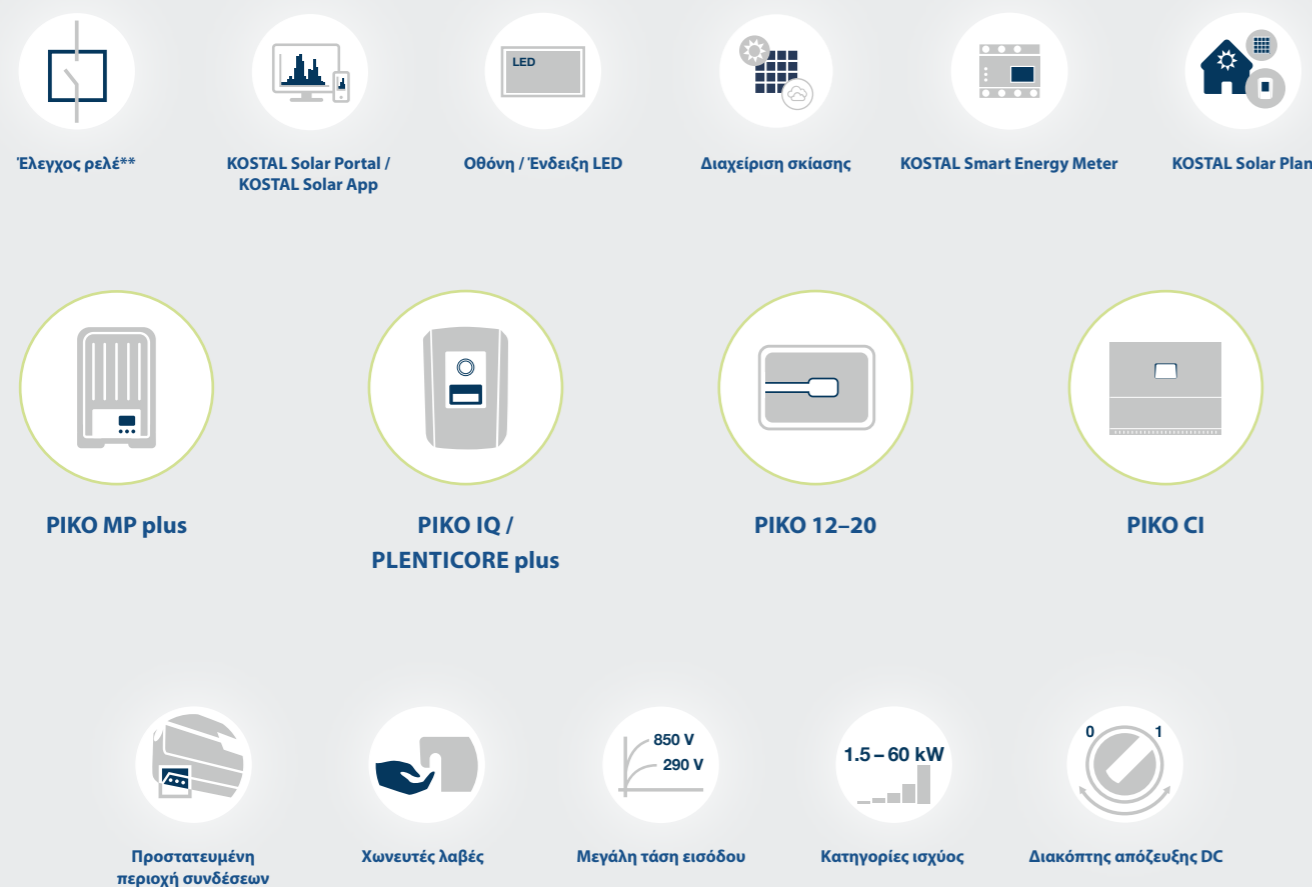 Έλεγχος ρελέ**
KOSTAL Solar Portal /
KOSTAL Solar App
LED
Οθόνη / Ένδειξη LED
Διαχείριση σκίασης
KOSTAL Smart Energy Meter
KOSTAL Solar Plan
PIKO MP plus
PIKO IQ /
PLENTICORE plus
PIKO 12–20
PIKO CI
Προστατευμένη
περιοχή συνδέσεων
Χωνευτές λαβές
850 V
290 V
Μεγάλη τάση εισόδου
1.5 – 60 kW
Κατηγορίες ισχύος
0 1
Διακόπτης απόζευξης DC